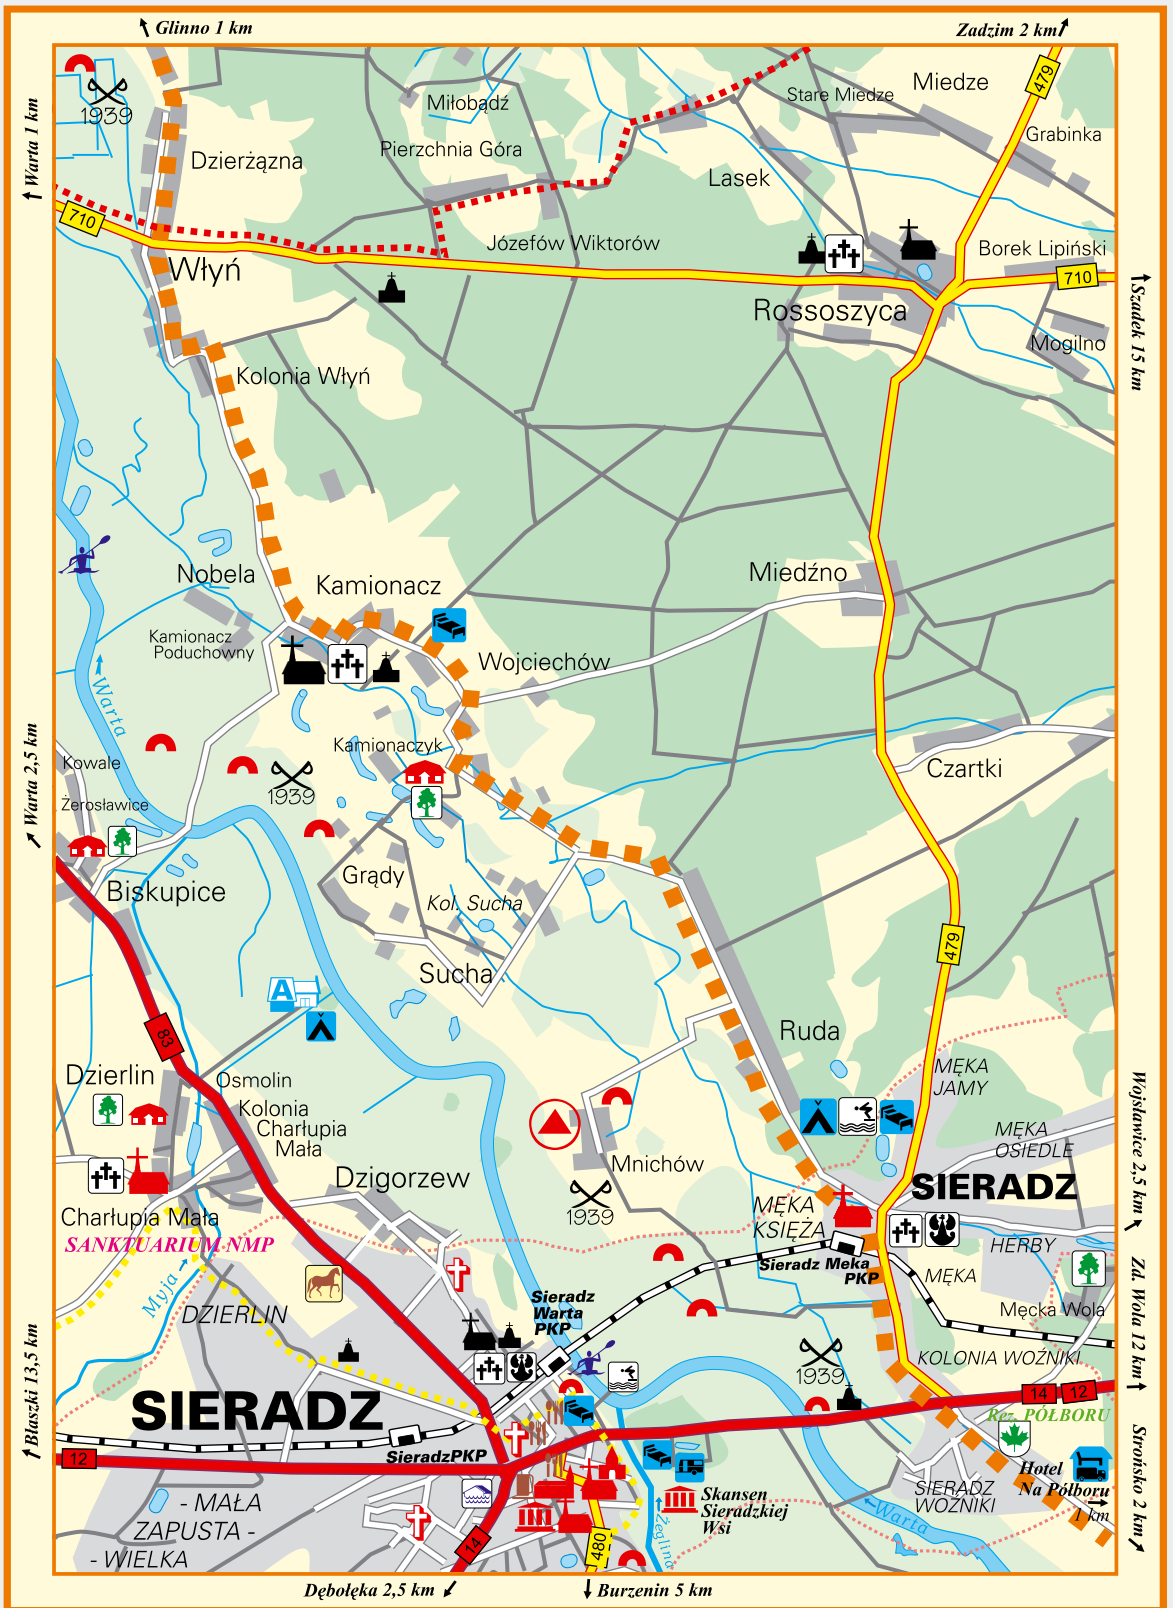 Glinno 1 km
Zadzim 2 km
Warta 1 km
1939
Miłobądź
Stare Miedze
Miedze
479
Grabinka
Dzierżązna
Pierzchnia Góra
Lasek
710
Józefów Wiktorów
Borek Lipiński
710
Włyń
Rossoszyca
Szadek 15 km
Mogilno
Kolonia Włyń
Nobela
Kamionacz
Miedźno
Kamionacz
Poduchowny
Wojciechów
Warta
Warta 2,5 km
Kowale
Kamionaczyk
Czartki
1939
Żerosławice
Biskupice
Grądy
Kol. Sucha
479
Sucha
A
83
Ruda
Dzierlin
Osmolin
MĘKA
JAMY
Kolonia
Charłupia
Mała
MĘKA
OSIEDLE
Wojsławice 2,5 km
Mnichów
Dzigorzew
SIERADZ
1939
MĘKA
KSIĘŻA
Charłupia Mała
SANKTUARIUM NMP
HERBY
Sieradz Meka
PKP
MĘKA
Zd. Wola 12 km
Myja
DZIERLIN
Sieradz
Warta
PKP
Męcka Wola
Błaszki 13,5 km
1939
KOLONIA WOŹNIKI
SIERADZ
14
12
Rez. PÓŁBORU
12
SieradzPKP
Hotel
Na Półboru
1 km
Strońsko 2 km
SIERADZ
WOŹNIKI
Skansen
Sieradzkiej
Wsi
- MAŁA
ZAPUSTA -
- WIELKA
Żeglina
Warta
14
480
Dębołęka 2,5 km
Burzenin 5 km